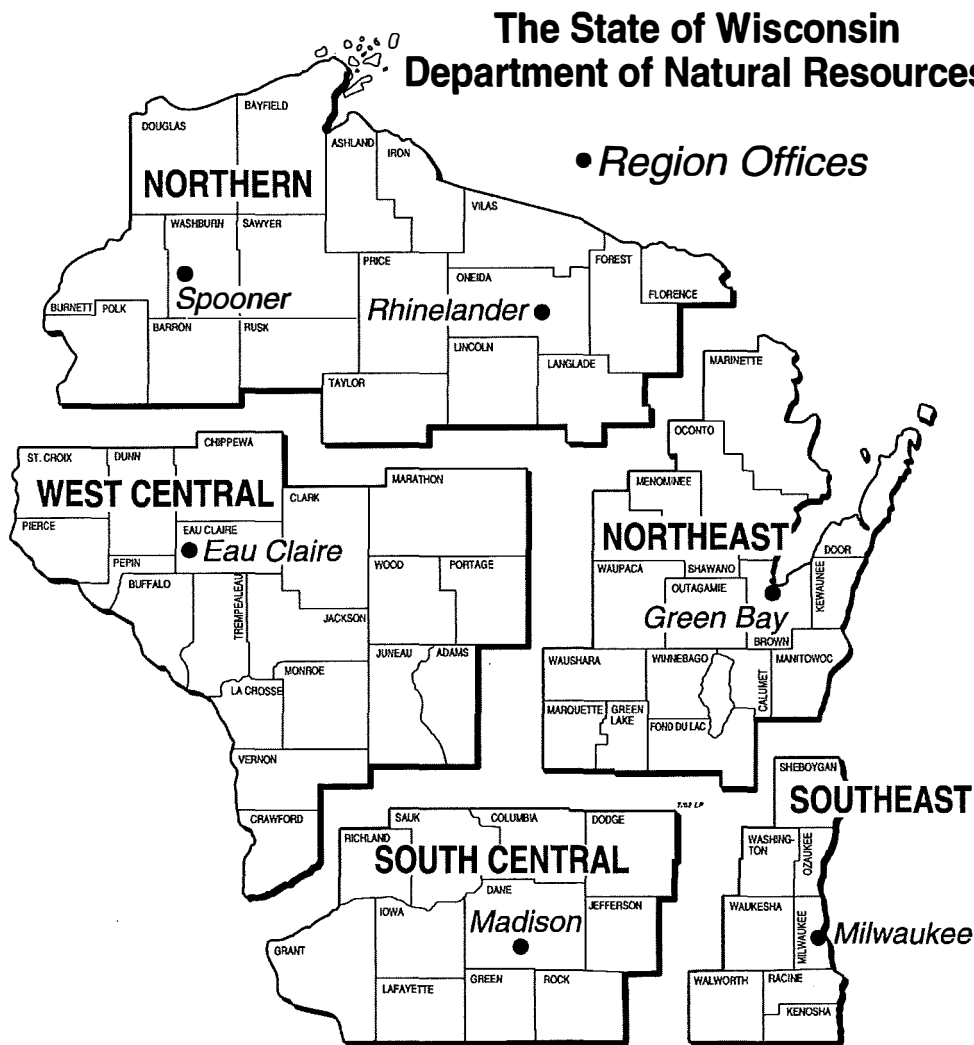 The State of Wisconsin
Department of Natural Resources
● Region Offices
BAYFIELD
DOUGLAS
ASHLAND
IRON
NORTHERN
VILAS
WASHBURN
SAWYER
PRICE
FOREST
ONEIDA
Spooner
FLORENCE
BURNETT
POLK
Rhinelander
BARRON
RUSK
LINCOLN
LANGLADE
TAYLOR
MARINETTE
OCONTO
CHIPPEWA
ST. CROIX
DUNN
MARATHON
MENOMINEE
WEST CENTRAL
CLARK
PIERCE
EAU CLAIRE
NORTHEAST
Eau Claire
DOOR
PEPIN
WOOD
PORTAGE
WAUPACA
SHAWANO
BUFFALO
OUTAGAMIE
KEWAUNEE
TREMPEALEAU
Green Bay
JACKSON
BROWN
JUNEAU
ADAMS
WAUSHARA
WINNEBAGO
MANITOWOC
MONROE
CALUMET
LA CROSSE
MARQUETTE
GREEN
LAKE
FOND DU LAC
VERNON
SHEBOYGAN
SOUTHEAST
CRAWFORD
SAUK
COLUMBIA
DODGE
RICHLAND
WASHING-
TON
OZAUKEE
SOUTH CENTRAL
DANE
WAUKESHA
JEFFERSON
IOWA
Madison
MILWAUKEE
Milwaukee
GRANT
WALWORTH
RACINE
LAFAYETTE
GREEN
ROCK
KENOSHA